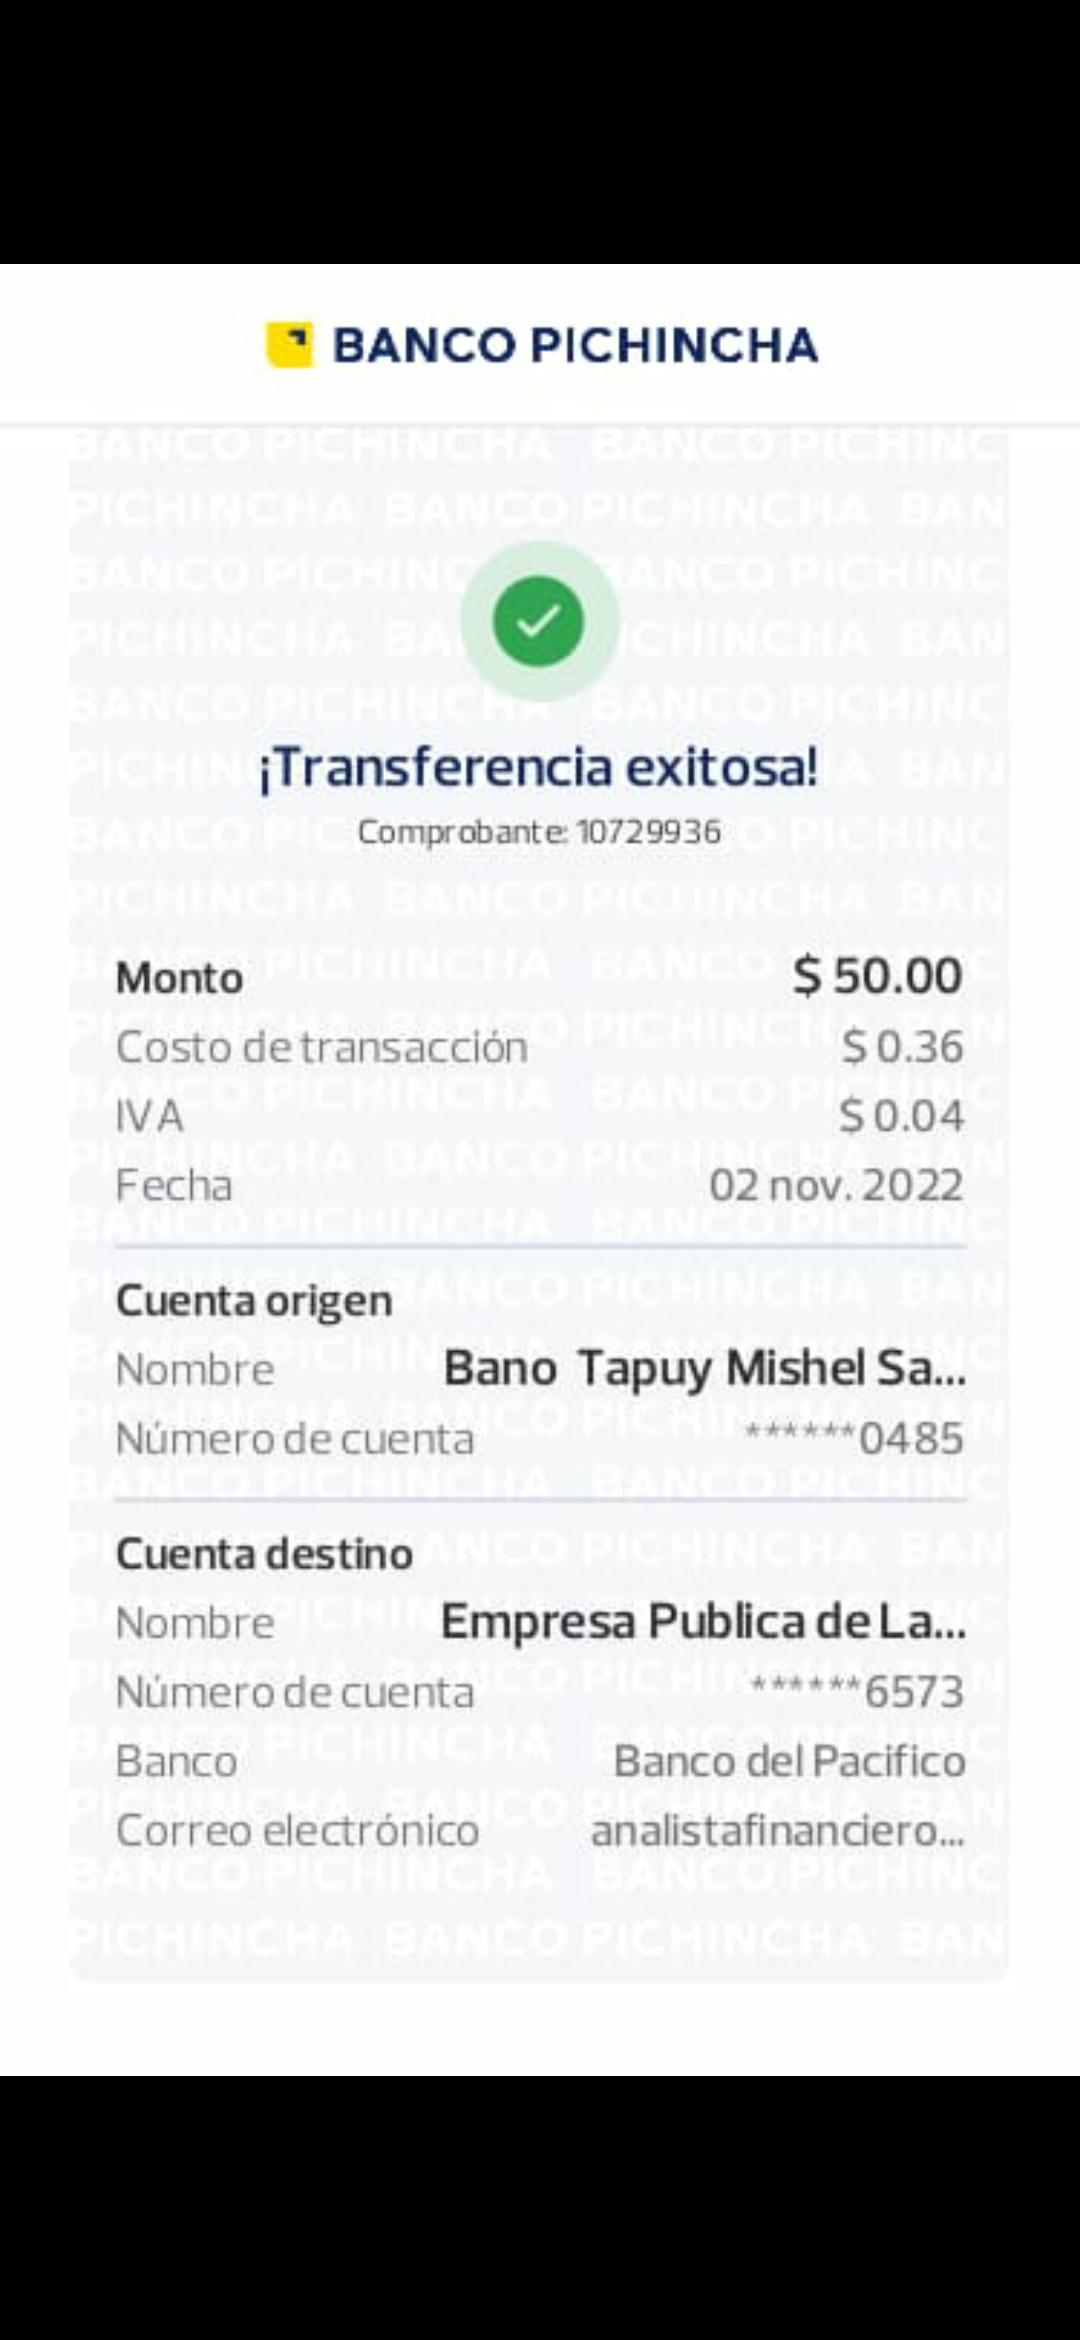 BANCO PICHINCHA
¡Transferencia exitosa!
Comprobante: 10729936
Monto $ 50.00
Costo de transacción $ 0.36
IVA $ 0.04
Fecha 02 nov. 2022
Cuenta origen
Nombre Bano Tapuy Mishel Sa...
Número de cuenta ******0485
Cuenta destino
Nombre Empresa Publica de La...
Número de cuenta ******6573
Banco Banco del Pacifico
Correo electrónico analistafinanciero...